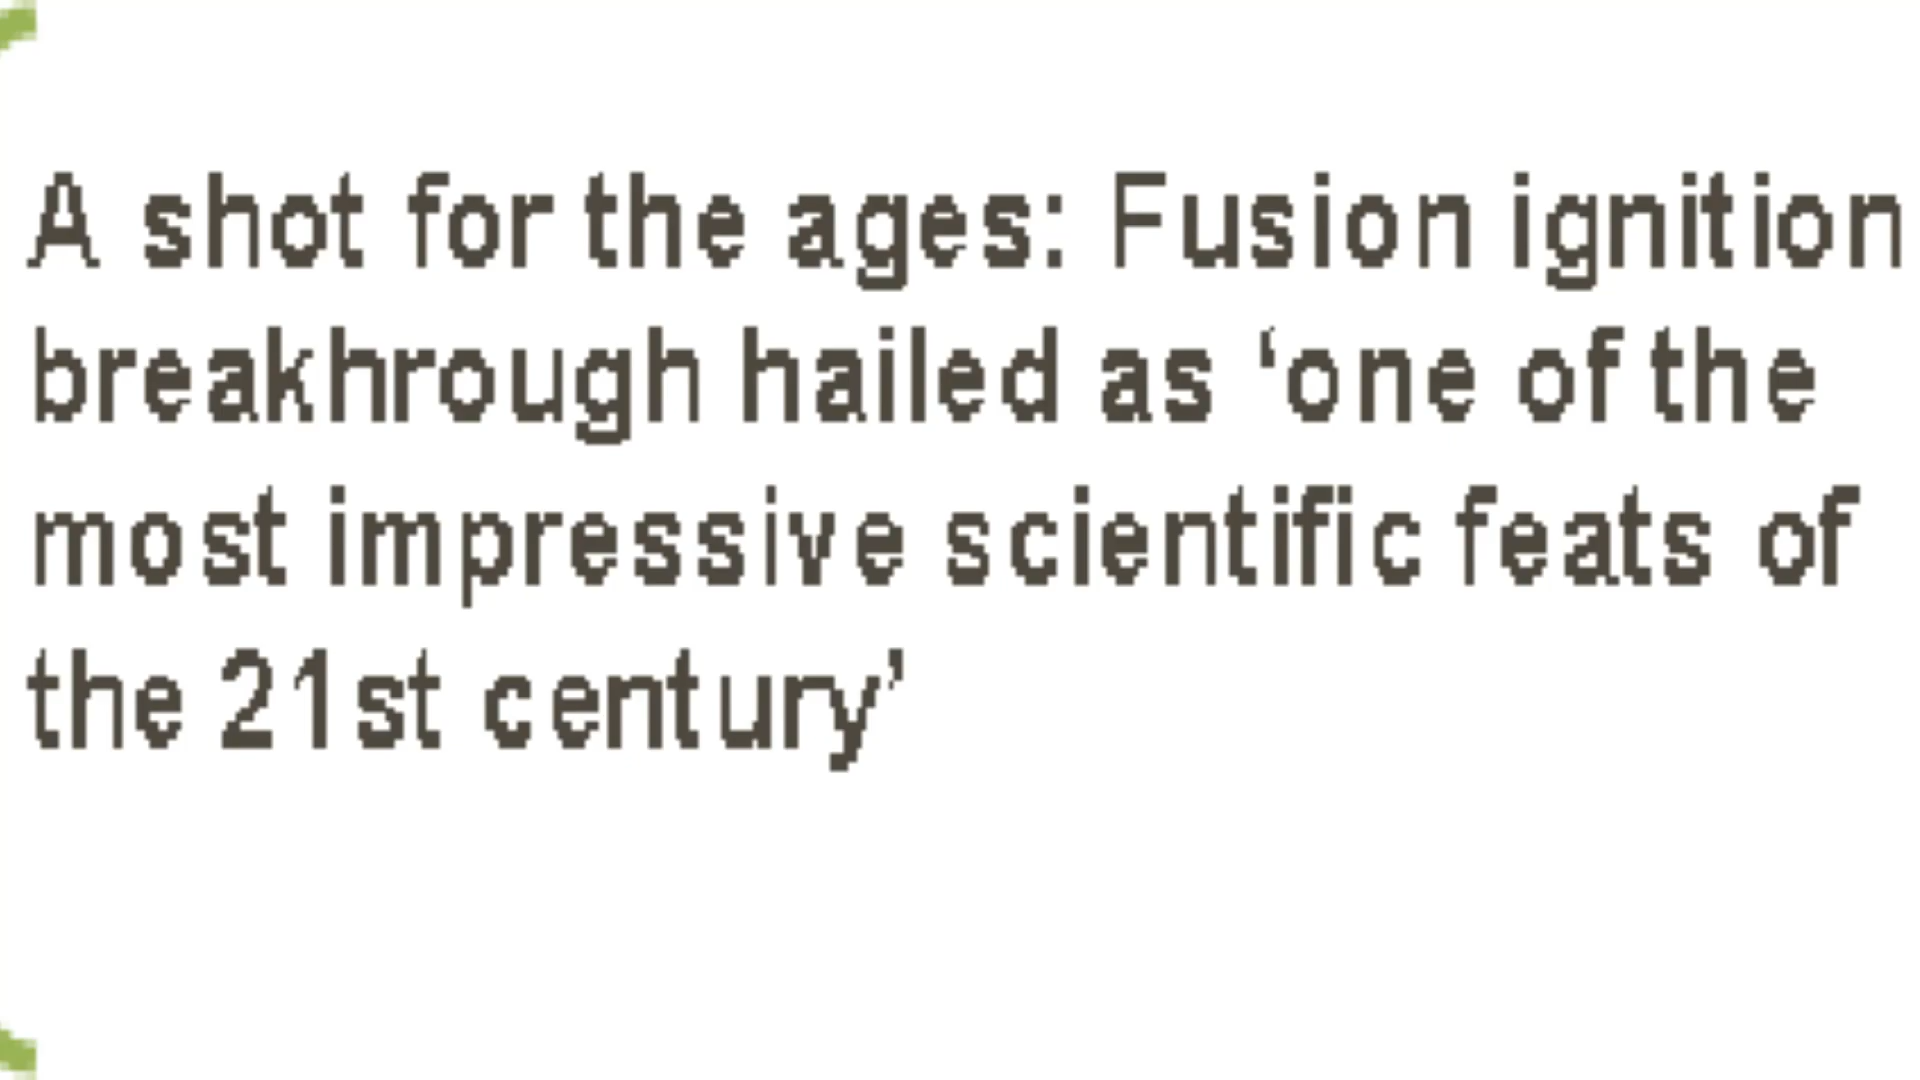 A shot for the ages: Fusion ignition
breakhrough hailed as ‘one of the
most impressive scientific feats of
the 21st century’